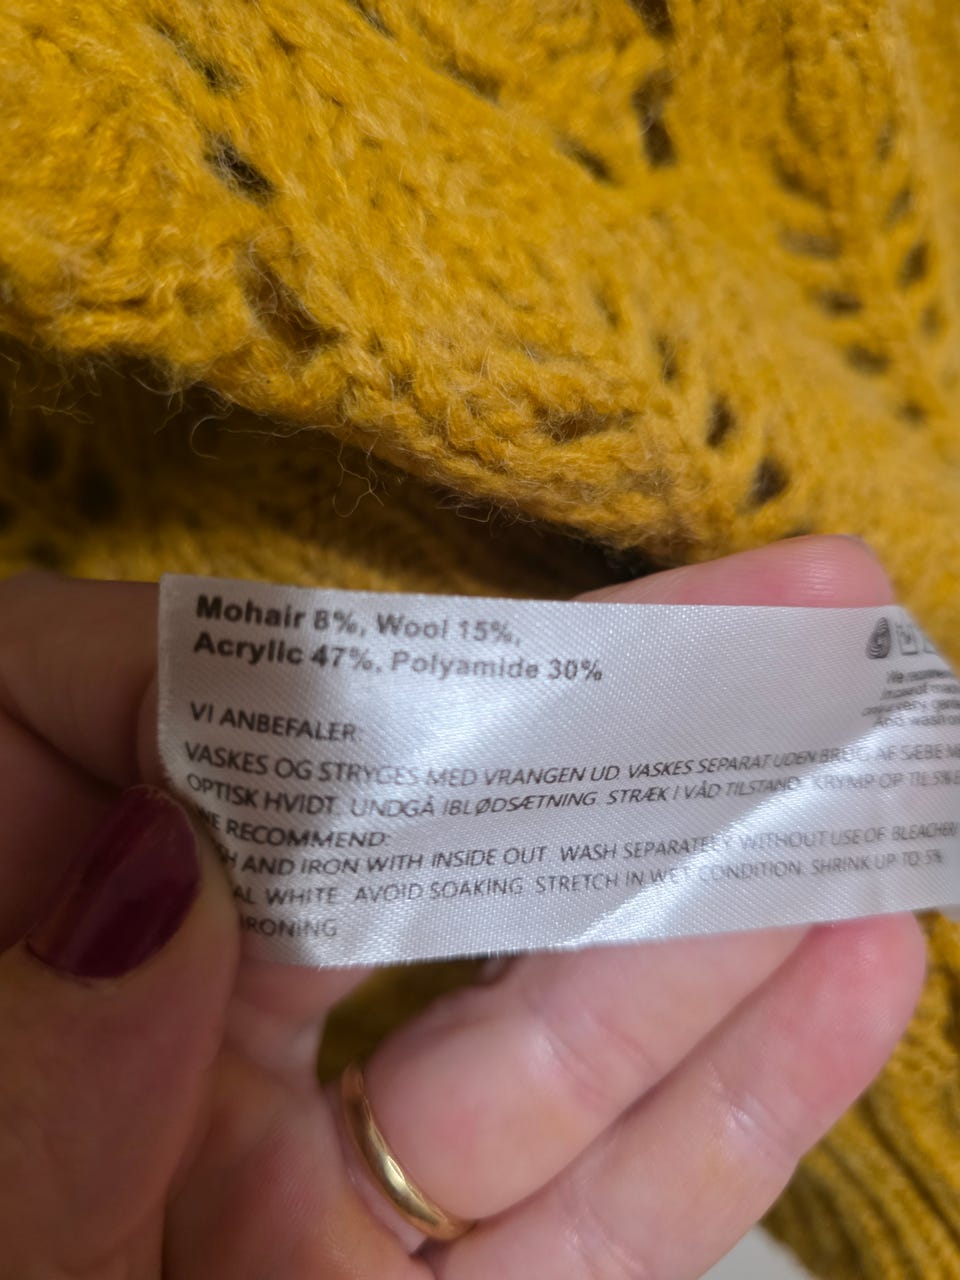 Mohair 8%, Wool 15%,
Acrylic 47%, Polyamide 30%
VI ANBEFALER:
VASKES OG STRYGES MED VRANGEN UD. VASKES SEPARAT UDEN AF SÆBE
OPTISK HVIDT. UNDGÅ IBLØDSÆTNING. STRÆK I VÅD TILSTAND. KRYMP OP TIL 5%
RECOMMEND:
AND IRON WITH INSIDE OUT. WASH SEPARATELY WITHOUT USE OF
WHITE. AVOID SOAKING. STRETCH IN WET CONDITION. SHRINK UP TO 5%
IRONING